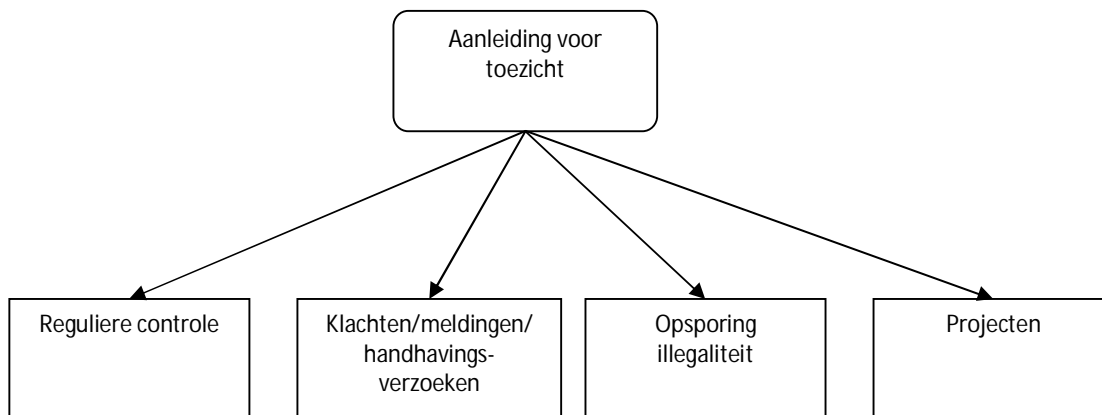 Aanleiding voor
toezicht
Reguliere controle
Klachten/meldingen/
handhavings-
verzoeken
Opsporing
illegaliteit
Projecten